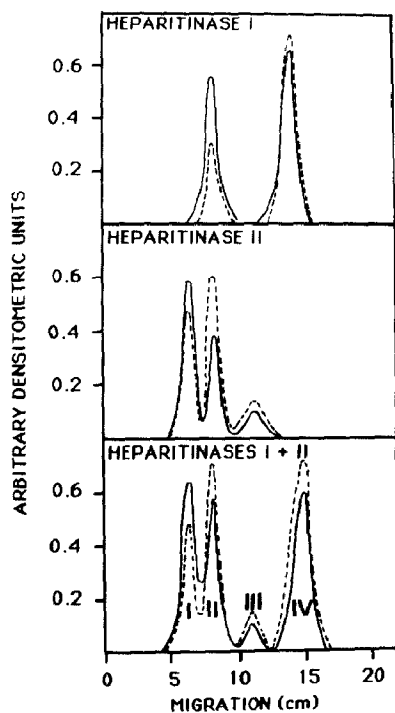 HEPARITINASE I
0.6
0.4
0.2
HEPARITINASE II
0.6
0.4
0.2
HEPARITINASES I + II
0.6
0.4
0.2
I II III IV
0 5 10 15 20
MIGRATION (cm)
ARBITRARY DENSITOMETRIC UNITS